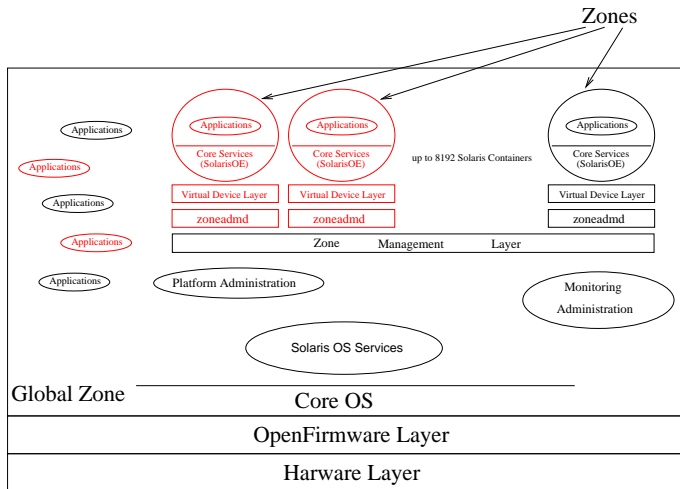 Zones
Applications
Applications
Applications
Applications
Applications
Applications
Core Services
(SolarisOE)
Virtual Device Layer
zoneadmd
Applications
Core Services
(SolarisOE)
Virtual Device Layer
zoneadmd
up to 8192 Solaris Containers
Applications
Core Services
(SolarisOE)
Virtual Device Layer
zoneadmd
Zone Management Layer
Platform Administration
Monitoring
Administration
Solaris OS Services
Global Zone
Core OS
OpenFirmware Layer
Harware Layer